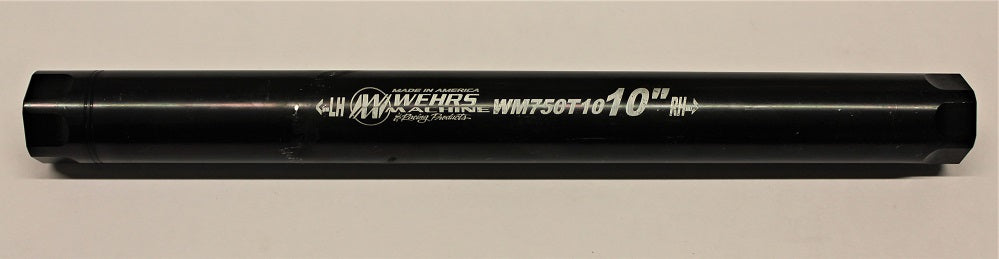 ←LH
MADE IN AMERICA
WEHRS
MACHINE
& Racing Products
WM750T10 10"
RH→